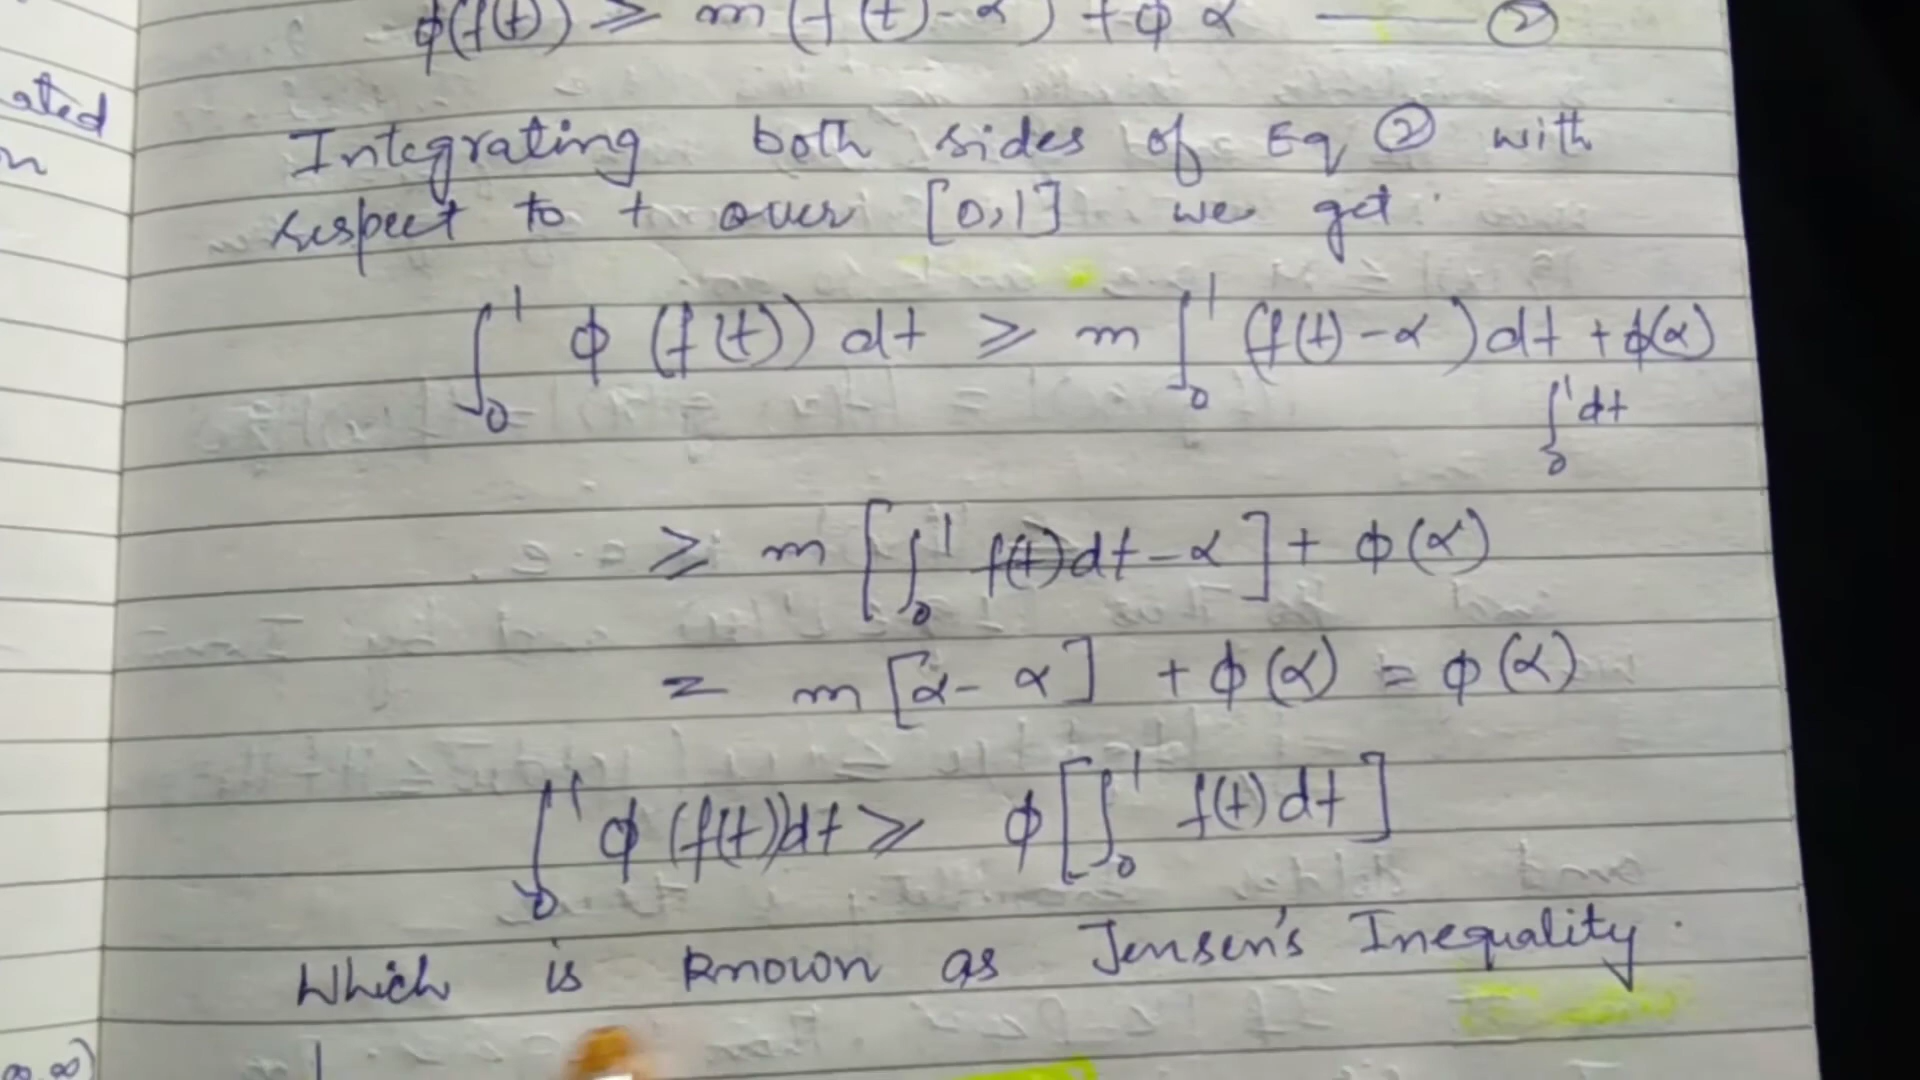 ated
n
ϕ(f(t)) ≥ m (f(t) - α) + ϕ α —— ②
Integrating both sides of Eq ② with
respect to t over [0,1] we get
∫₀¹ ϕ (f(t)) dt ≥ m ∫₀¹ (f(t) - α) dt + ϕ(α)
∫₀¹ dt
≥ m [∫₀¹ f(t) dt - α] + ϕ(α)
= m [α - α] + ϕ(α) = ϕ(α)
∫₀¹ ϕ (f(t)) dt ≥ ϕ [∫₀¹ f(t) dt]
Which is known as Jensen's Inequality.